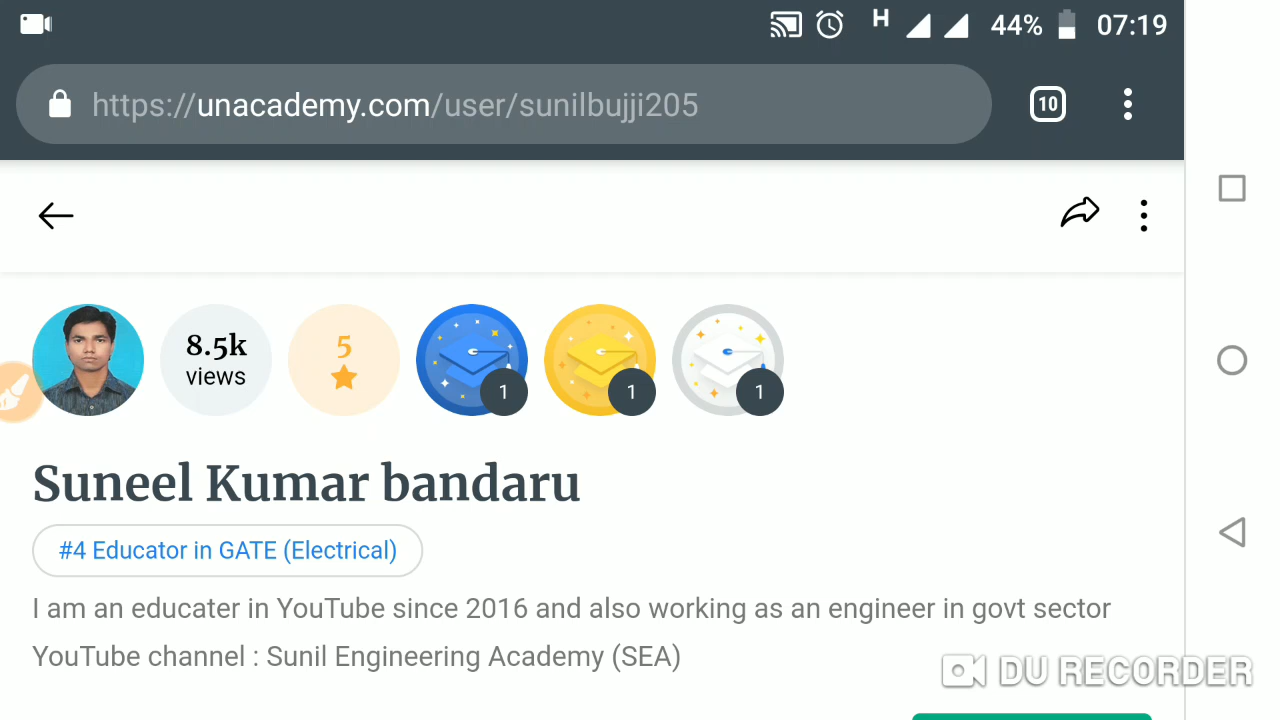 H 44% 07:19
https://unacademy.com/user/sunilbujji205 10
8.5k 5
views 1 1 1
Suneel Kumar bandaru
#4 Educator in GATE (Electrical)
I am an educater in YouTube since 2016 and also working as an engineer in govt sector
YouTube channel : Sunil Engineering Academy (SEA)
DU RECORDER